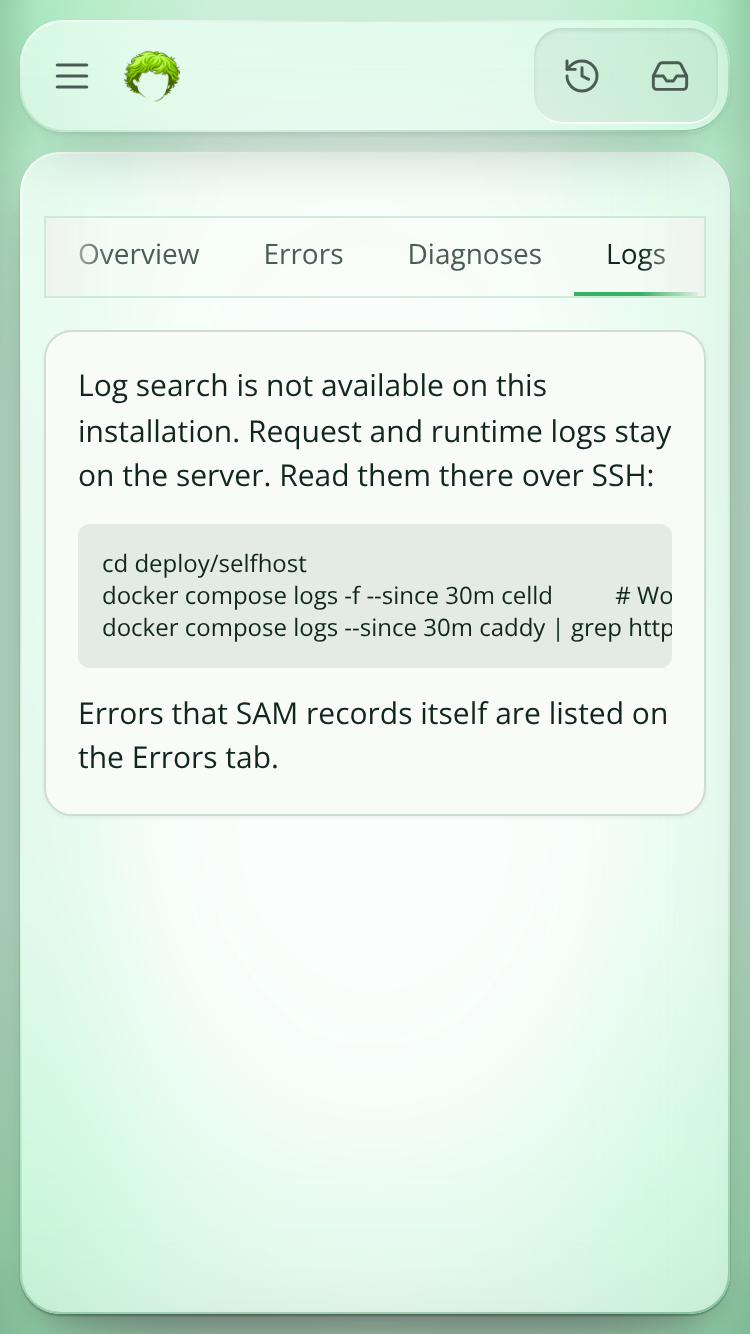 Overview Errors Diagnoses Logs
Log search is not available on this
installation. Request and runtime logs stay
on the server. Read them there over SSH:
cd deploy/selfhost
docker compose logs -f --since 30m celld # Wo
docker compose logs --since 30m caddy | grep http
Errors that SAM records itself are listed on
the Errors tab.